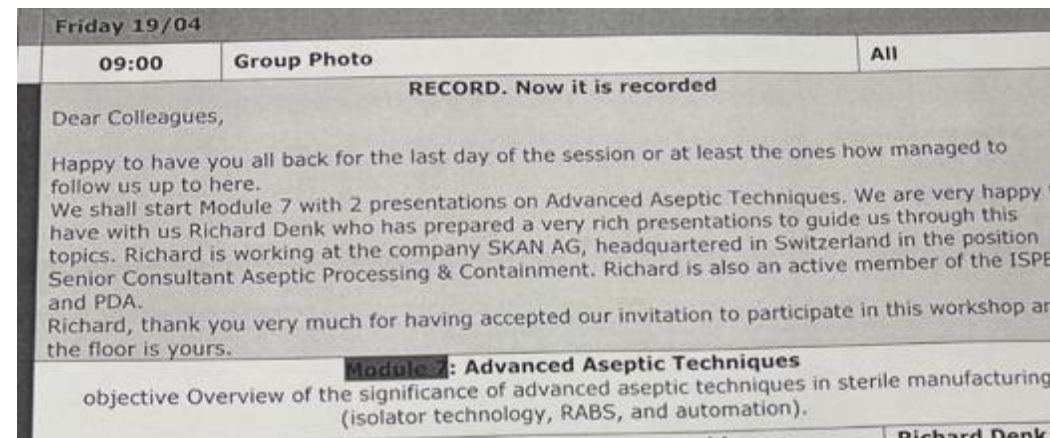 Friday 19/04
09:00 Group Photo All
RECORD. Now it is recorded
Dear Colleagues,
Happy to have you all back for the last day of the session or at least the ones how managed to
follow us up to here.
We shall start Module 7 with 2 presentations on Advanced Aseptic Techniques. We are very happy
have with us Richard Denk who has prepared a very rich presentations to guide us through this
topics. Richard is working at the company SKAN AG, headquartered in Switzerland in the position
Senior Consultant Aseptic Processing & Containment. Richard is also an active member of the ISPE
and PDA.
Richard, thank you very much for having accepted our invitation to participate in this workshop
the floor is yours.
Module 7: Advanced Aseptic Techniques
objective Overview of the significance of advanced aseptic techniques in sterile manufacturing
(isolator technology, RABS, and automation).
Richard Denk